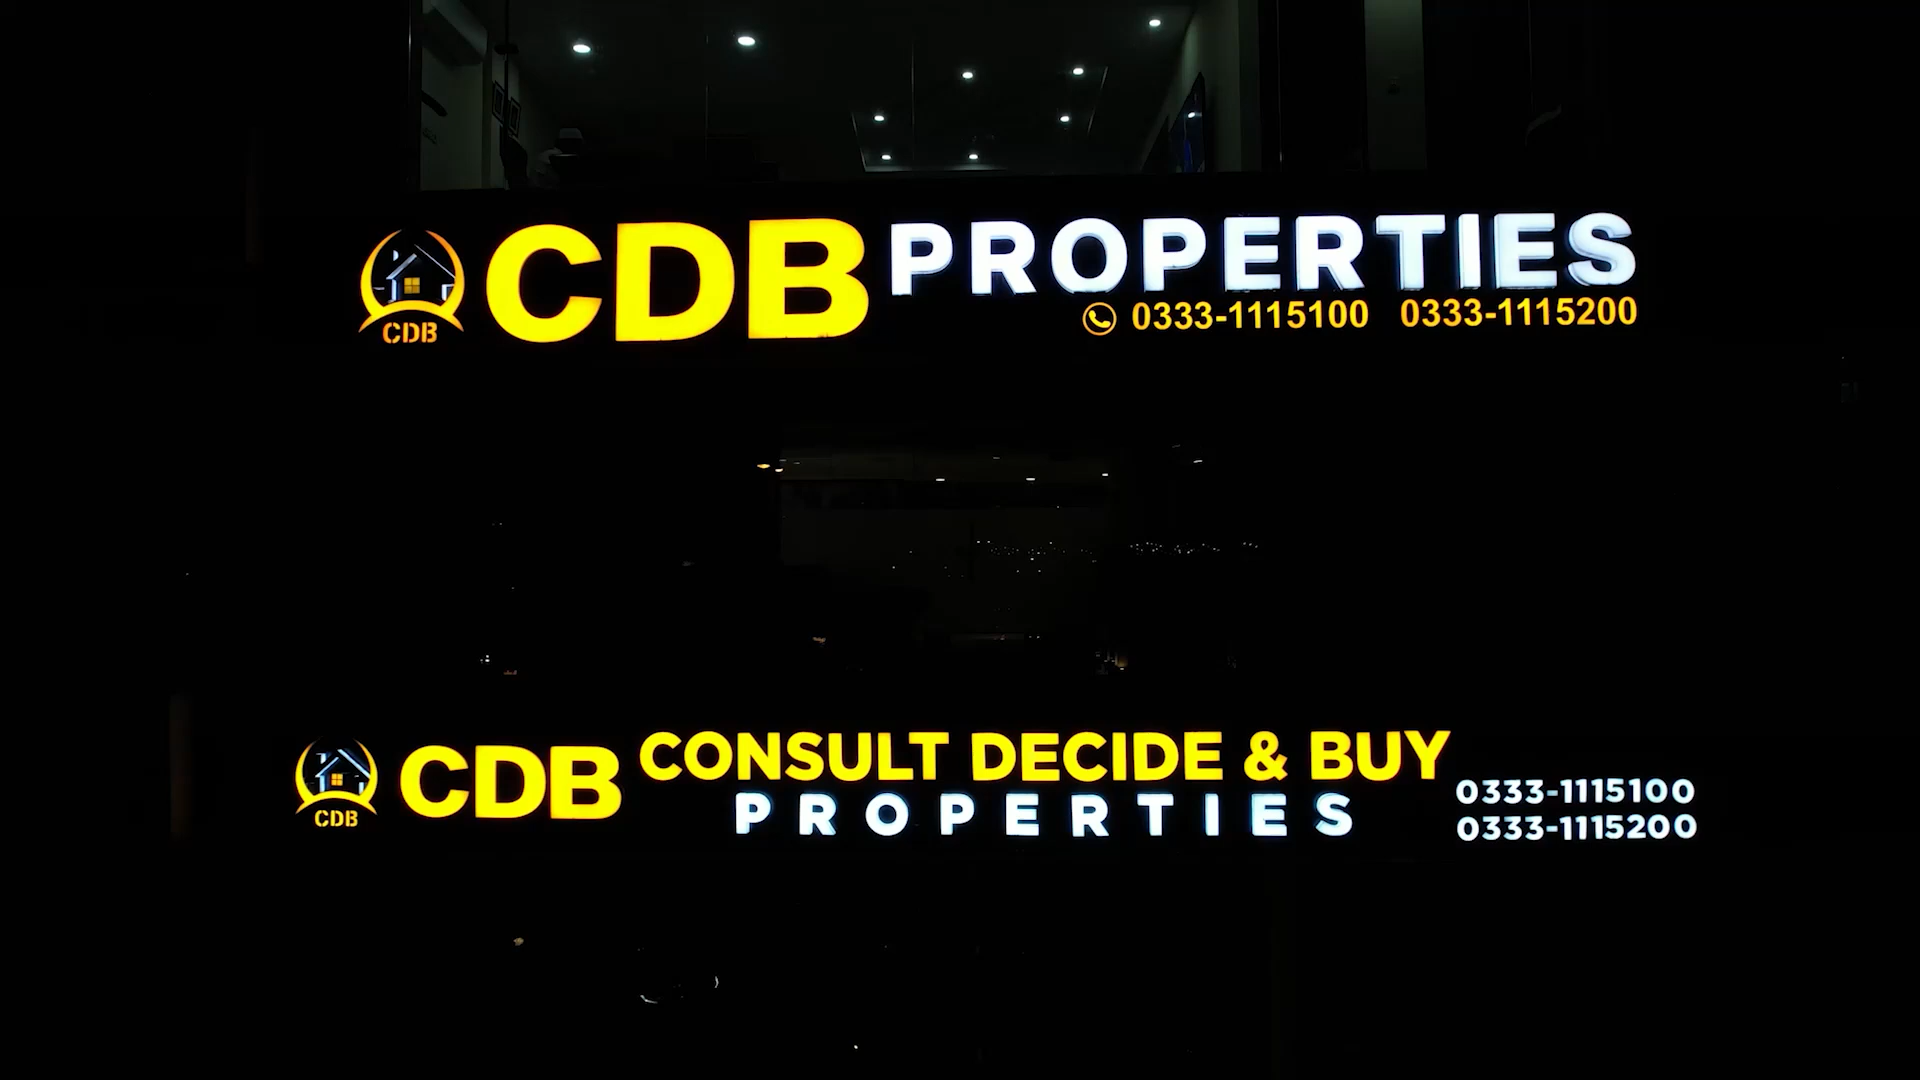 CDB PROPERTIES
CDB
0333-1115100 0333-1115200
CDB CONSULT DECIDE & BUY
PROPERTIES
CDB
0333-1115100
0333-1115200